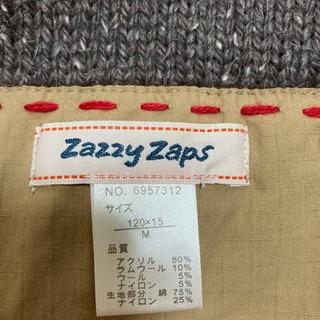 Zazzy Zaps
NO. 6957312
サイズ
120×15
M
品質
アクリル 80%
ラムウール 10%
ウール 5%
ナイロン 5%
生地部分 綿 75%
ナイロン 25%